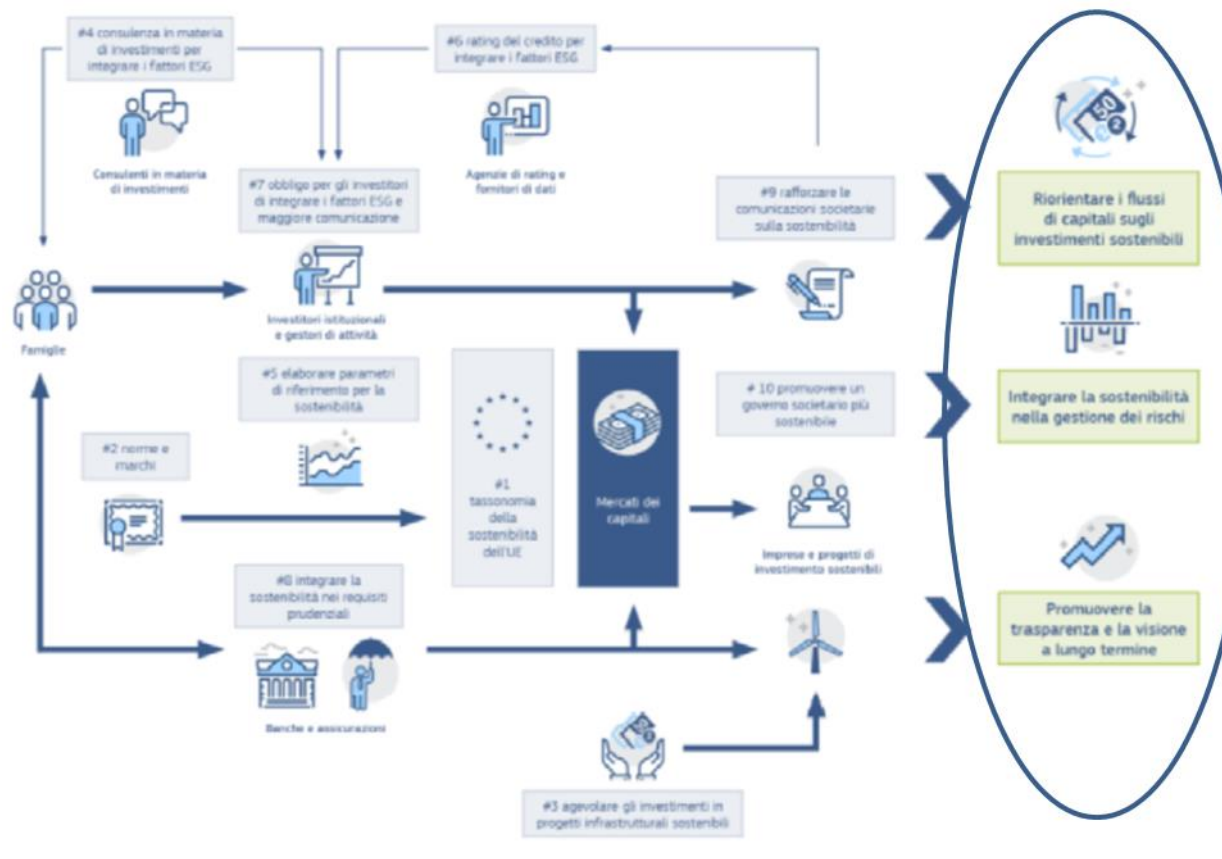 #4 consulenza in materia
di investimenti per
integrare i fattori ESG
#6 rating del credito per
integrare i fattori ESG
Consulenti in materia
di investimenti
#7 obbligo per gli investitori
di integrare i fattori ESG e
maggiore comunicazione
Agenzie di rating e
fornitori di dati
#9 rafforzare le
comunicazioni societarie
sulla sostenibilità
50
Riorientare i flussi
di capitali sugli
investimenti sostenibili
Famiglie
Investitori istituzionali
e gestori di attività
#5 elaborare parametri
di riferimento per la
sostenibilità
# 10 promuovere un
governo societario più
sostenibile
Integrare la sostenibilità
nella gestione dei rischi
#2 norme e
marchi
#1
tassonomia
della
sostenibilità
dell'UE
Mercati dei
capitali
Imprese e progetti di
investimento sostenibili
#8 integrare la
sostenibilità nei requisiti
prudenziali
Promuovere la
trasparenza e la visione
a lungo termine
Banche e assicurazioni
#3 agevolare gli investimenti in
progetti infrastrutturali sostenibili